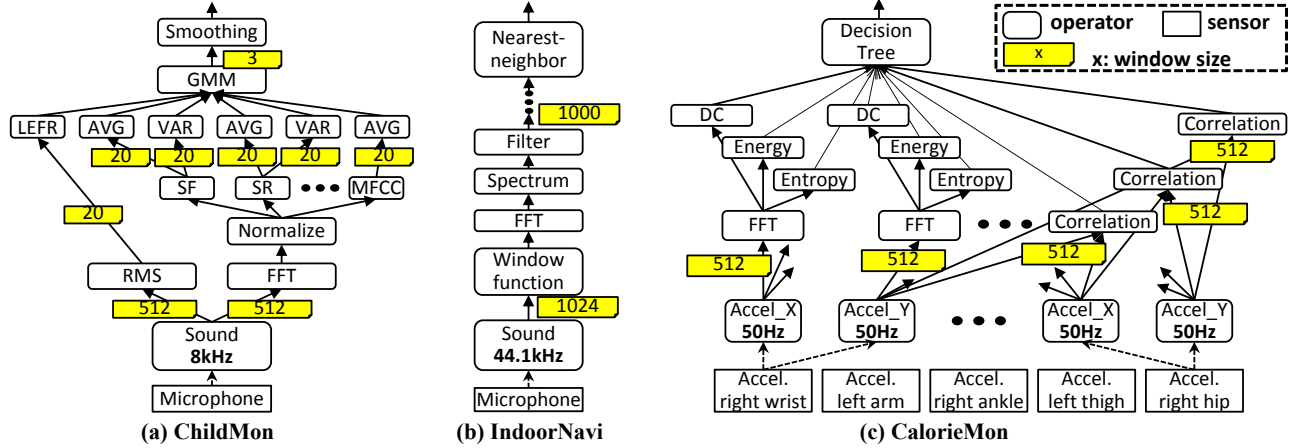 Smoothing
3
GMM
LEFR
AVG
VAR
AVG
VAR
AVG
20
20
20
20
20
SF
SR
MFCC
20
Normalize
RMS
FFT
512
512
Sound
8kHz
Microphone
(a) ChildMon
Nearest-
neighbor
1000
Filter
Spectrum
FFT
Window
function
1024
Sound
44.1kHz
Microphone
(b) IndoorNavi
operator
sensor
x
x: window size
Decision
Tree
DC
DC
Correlation
Energy
Energy
512
Entropy
Entropy
Correlation
FFT
FFT
Correlation
512
512
512
512
Accel_X
50Hz
Accel_Y
50Hz
Accel_X
50Hz
Accel_Y
50Hz
Accel.
right wrist
Accel.
left arm
Accel.
right ankle
Accel.
left thigh
Accel.
right hip
(c) CalorieMon